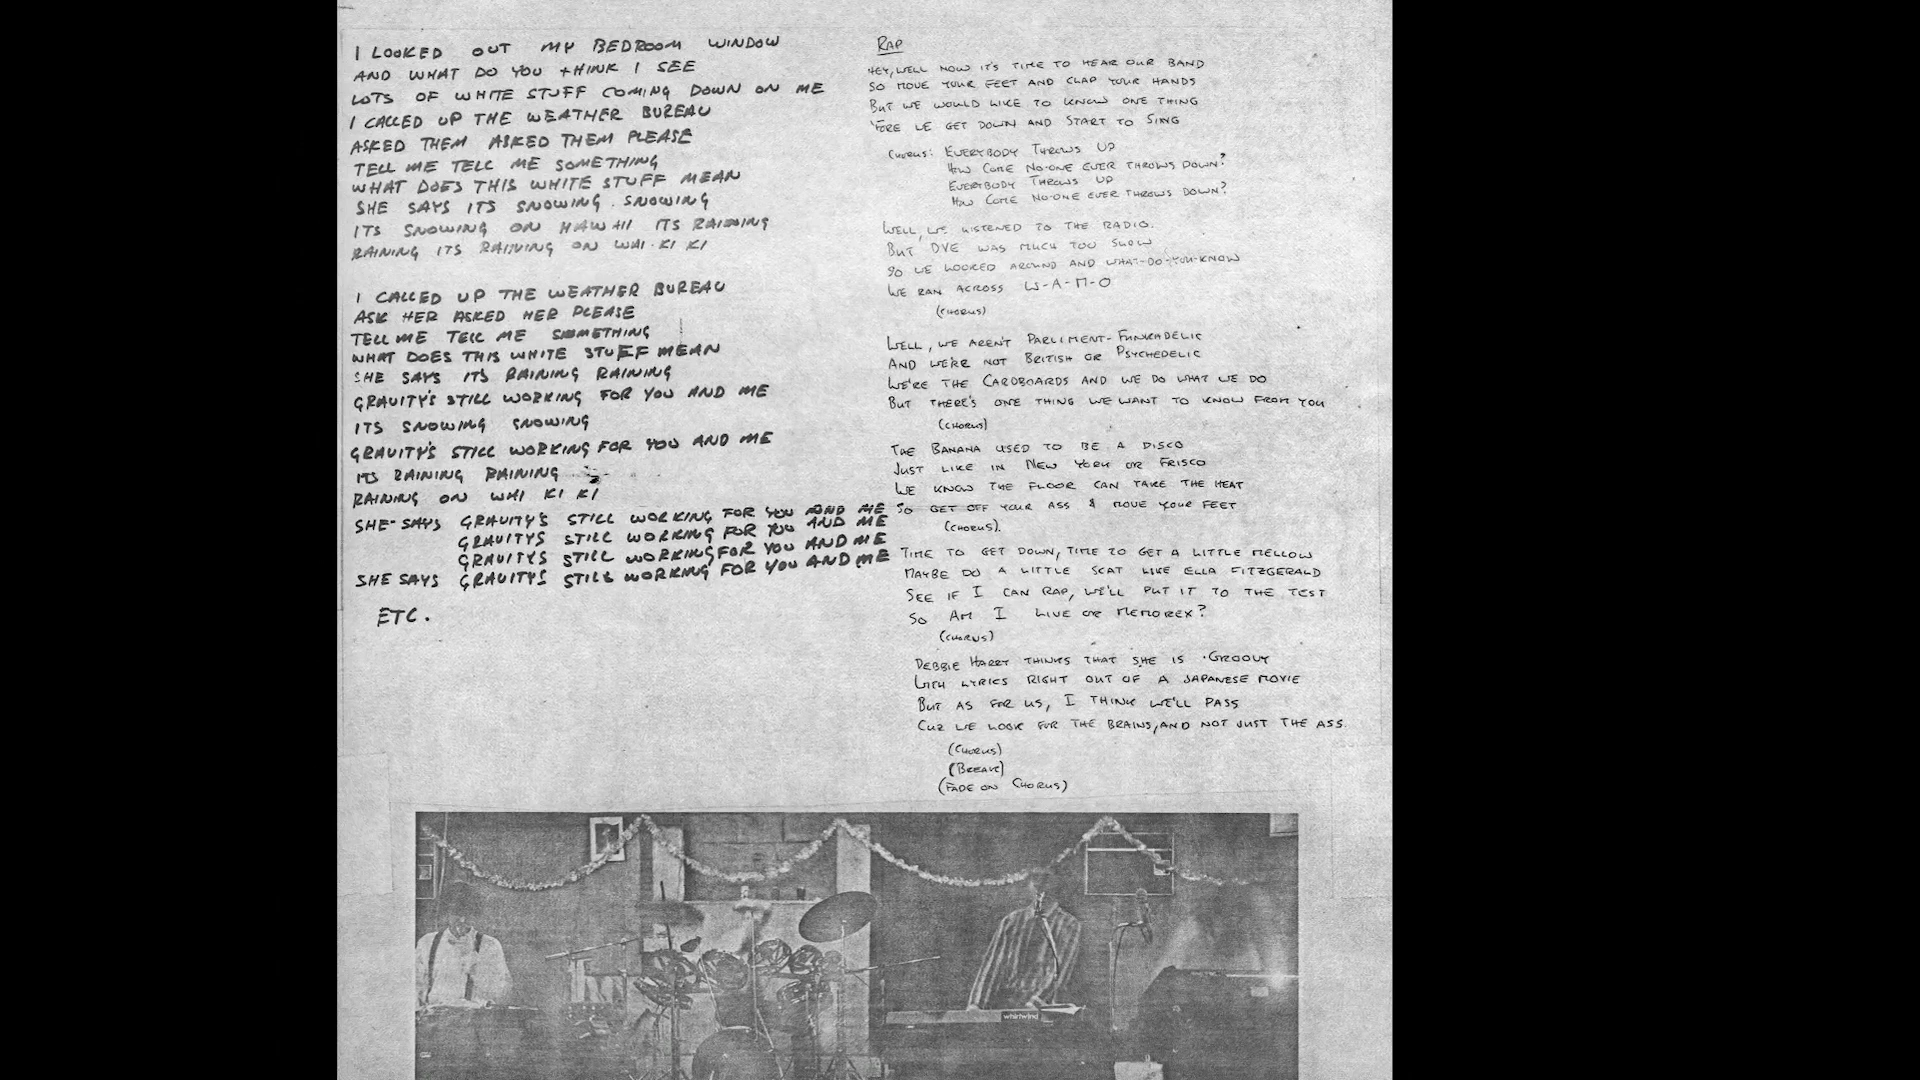 I LOOKED OUT MY BEDROOM WINDOW
AND WHAT DO YOU THINK I SEE
LOTS OF WHITE STUFF COMING DOWN ON ME
I CALLED UP THE WEATHER BUREAU
ASKED THEM ASKED THEM PLEASE
TELL ME TELL ME SOMETHING
WHAT DOES THIS WHITE STUFF MEAN
SHE SAYS ITS SNOWING. SNOWING
ITS SNOWING ON HAWAII ITS RAINING
RAINING ITS RAINING ON WAI-KI KI
I CALLED UP THE WEATHER BUREAU
ASK HER ASKED HER PLEASE
TELL ME TELL ME SOMETHING
WHAT DOES THIS WHITE STUFF MEAN
SHE SAYS ITS RAINING RAINING
GRAVITY'S STILL WORKING FOR YOU AND ME
ITS SNOWING SNOWING
GRAVITY'S STILL WORKING FOR YOU AND ME
ITS RAINING RAINING
RAINING ON WAI KI KI
SHE-SAYS GRAVITY'S STILL WORKING FOR YOU AND ME
GRAVITYS STILL WORKING FOR YOU AND ME
GRAVITYS STILL WORKING FOR YOU AND ME
SHE SAYS GRAVITYS STILL WORKING FOR YOU AND ME
ETC.
RAP
HEY, WELL NOW IT'S TIME TO HEAR OUR BAND
SO MOVE YOUR FEET AND CLAP YOUR HANDS
BUT WE WOULD LIKE TO KNOW ONE THING
'FORE WE GET DOWN AND START TO SING
CHORUS: EVERYBODY THROWS UP
HOW COME NO-ONE EVER THROWS DOWN?
EVERYBODY THROWS UP
HOW COME NO-ONE EVER THROWS DOWN?
WELL, WE LISTENED TO THE RADIO.
BUT DVE WAS MUCH TOO SLOW
SO WE LOOKED AROUND AND WHAT-DO-YOU-KNOW
WE RAN ACROSS W-A-M-O
(CHORUS)
WELL, WE AREN'T PARLIMENT-FUNKADELIC
AND WE'RE NOT BRITISH OR PSYCHEDELIC
WE'RE THE CARDBOARDS AND WE DO WHAT WE DO
BUT THERE'S ONE THING WE WANT TO KNOW FROM YOU
(CHORUS)
THE BANANA USED TO BE A DISCO
JUST LIKE IN NEW YORK OR FRISCO
WE KNOW THE FLOOR CAN TAKE THE HEAT
SO GET OFF YOUR ASS & MOVE YOUR FEET
(CHORUS).
TIME TO GET DOWN, TIME TO GET A LITTLE MELLOW
MAYBE DO A LITTLE SCAT LIKE ELLA FITZGERALD
SEE IF I CAN RAP, WE'LL PUT IT TO THE TEST
SO AM I LIVE OR MEMOREX?
(CHORUS)
DEBBIE HARRY THINKS THAT SHE IS GROOVY
WITH LYRICS RIGHT OUT OF A JAPANESE MOVIE
BUT AS FOR US, I THINK WE'LL PASS
CUZ WE LOOK FOR THE BRAINS, AND NOT JUST THE ASS.
(CHORUS)
(BREAK)
(FADE ON CHORUS)
whirlwind